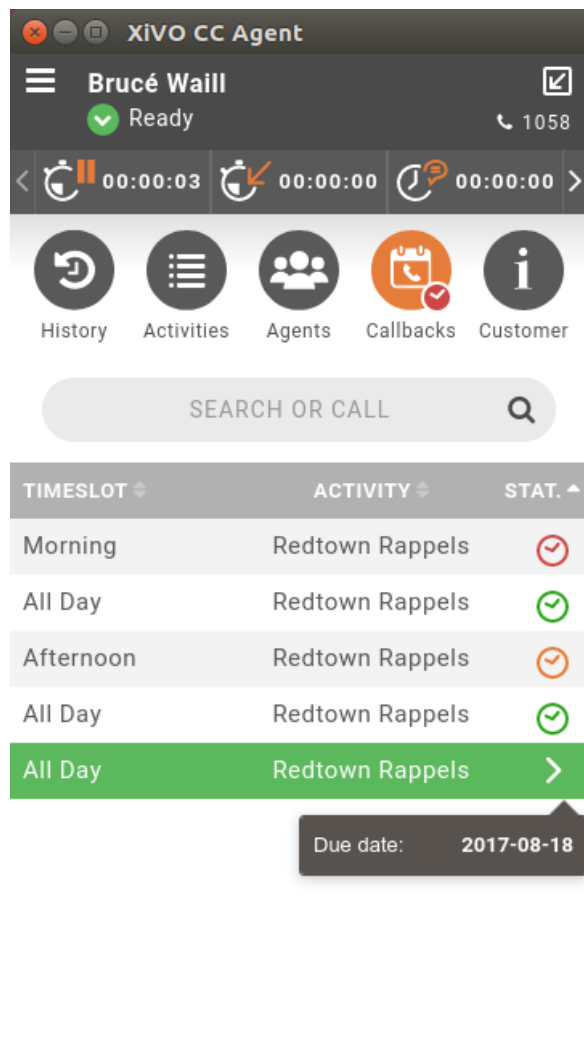 XiVO CC Agent
Brucé Waill
Ready
1058
00:00:03 00:00:00 00:00:00
History Activities Agents Callbacks Customer
SEARCH OR CALL
TIMESLOT ACTIVITY STAT.
Morning Redtown Rappels
All Day Redtown Rappels
Afternoon Redtown Rappels
All Day Redtown Rappels
All Day Redtown Rappels
Due date: 2017-08-18